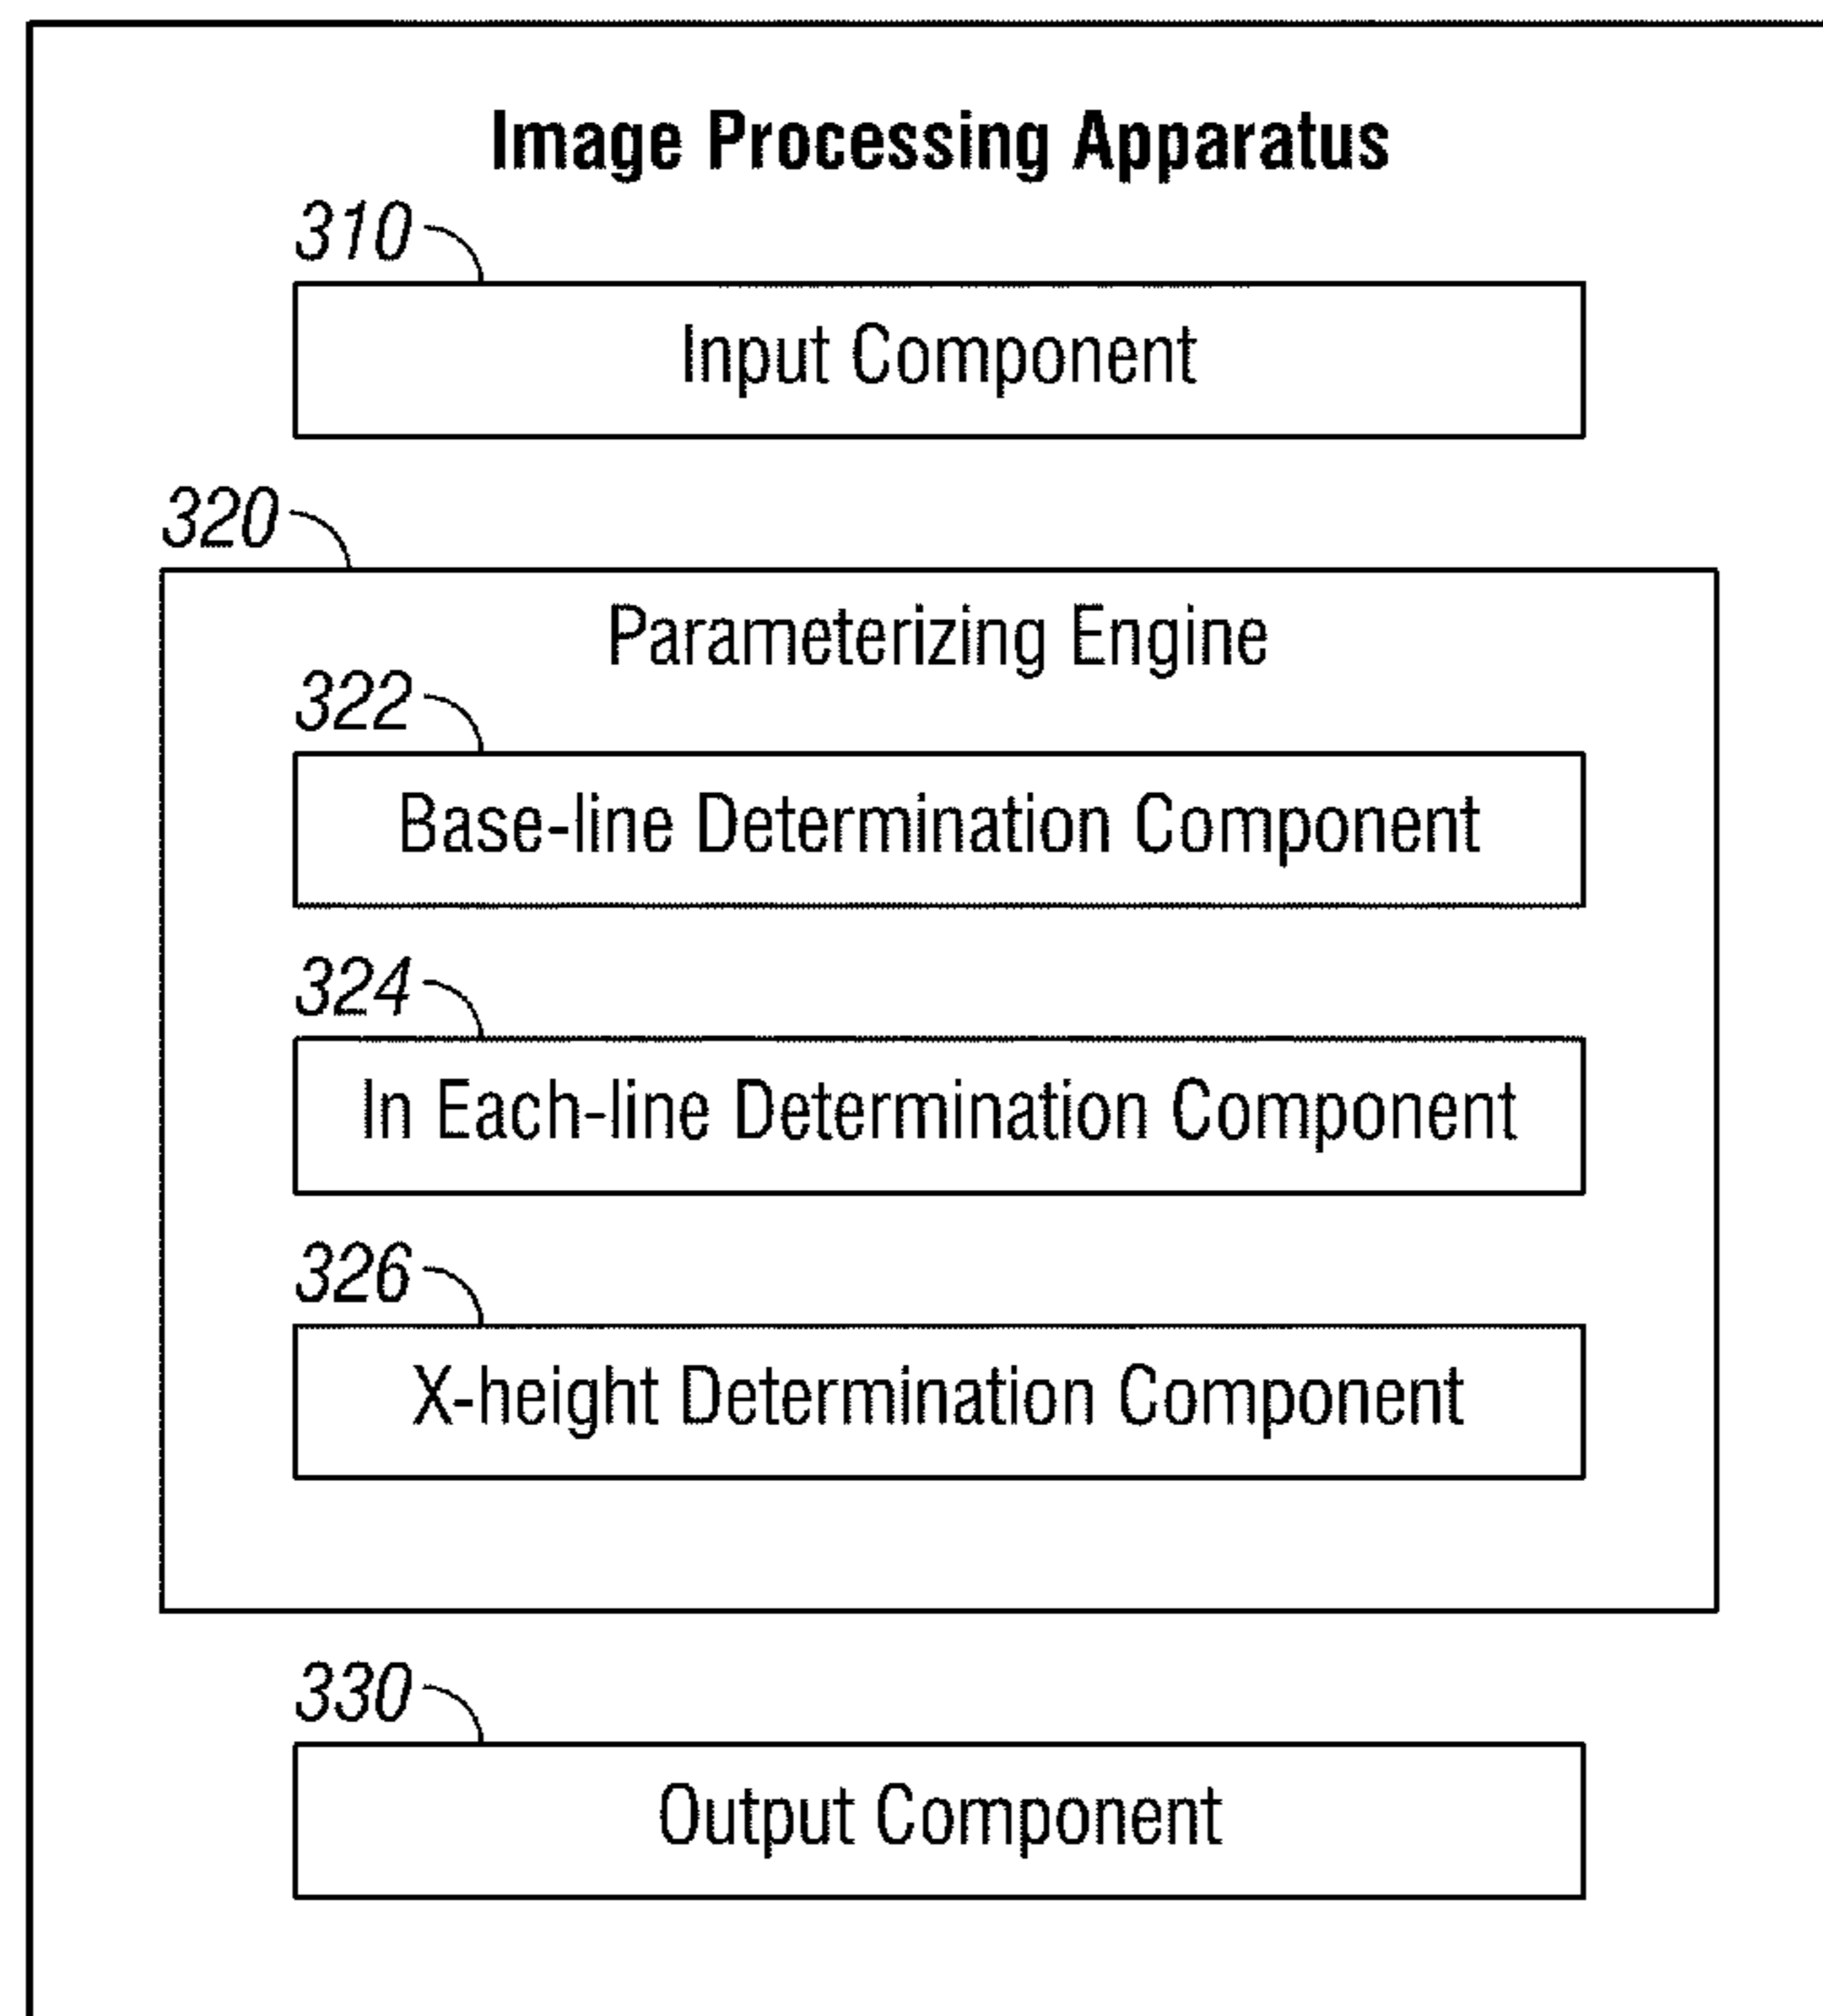 Image Processing Apparatus
310
Input Component
320
Parameterizing Engine
322
Base-line Determination Component
324
In Each-line Determination Component
326
X-height Determination Component
330
Output Component